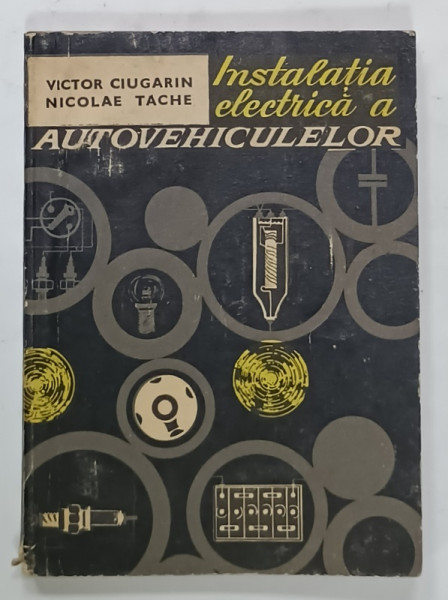 VICTOR CIUGARIN
NICOLAE TACHE
Instalația
electrică a
AUTOVEHICULELOR